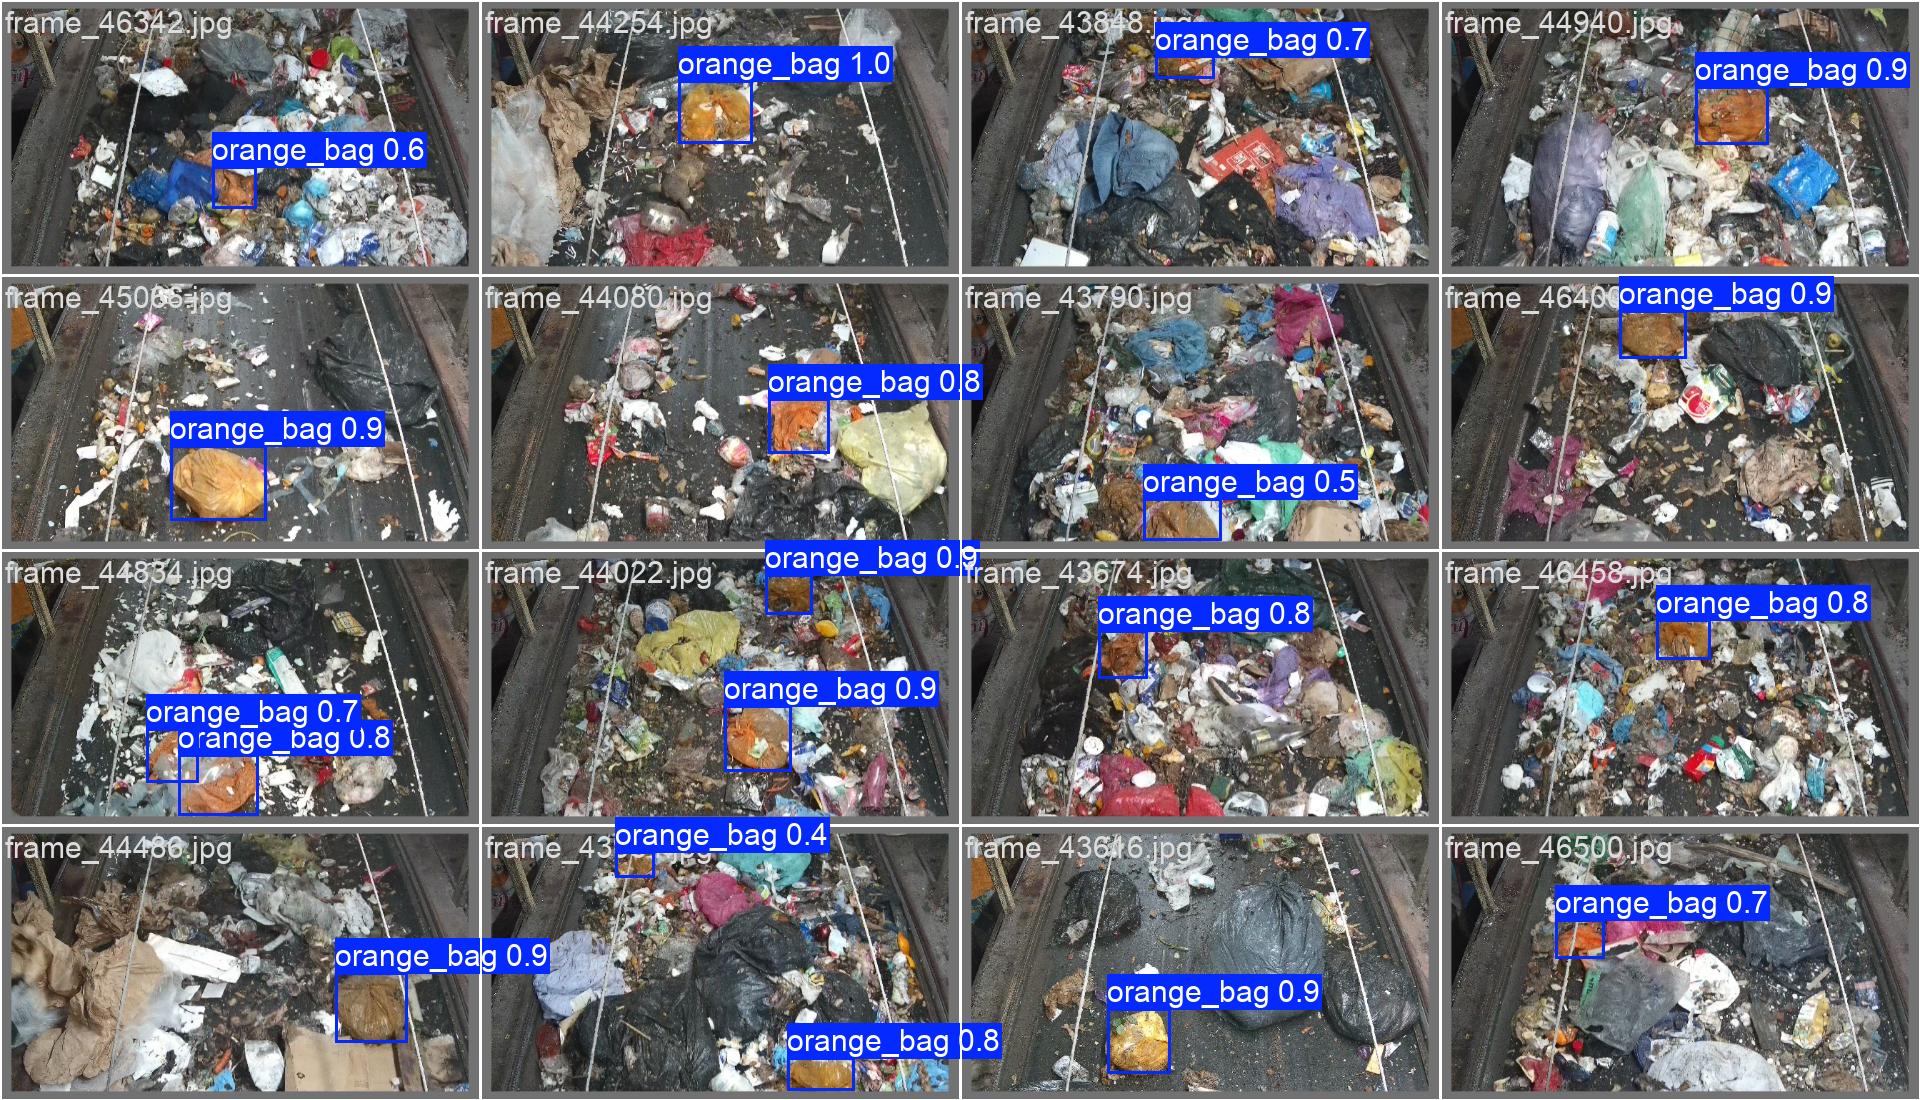 frame_46342.jpg
orange_bag 0.6
frame_44254.jpg
orange_bag 1.0
orange_bag 0.7
frame_44940.jpg
orange_bag 0.9
orange_bag 0.9
frame_44080.jpg
orange_bag 0.8
frame_43790.jpg
orange_bag 0.5
orange_bag 0.9
frame_44834.jpg
orange_bag 0.7
orange_bag 0.8
frame_44022.jpg
orange_bag 0.9
orange_bag 0.9
frame_43674.jpg
orange_bag 0.8
frame_46458.jpg
orange_bag 0.8
frame_44486.jpg
orange_bag 0.9
orange_bag 0.4
orange_bag 0.8
frame_43616.jpg
orange_bag 0.9
frame_46500.jpg
orange_bag 0.7